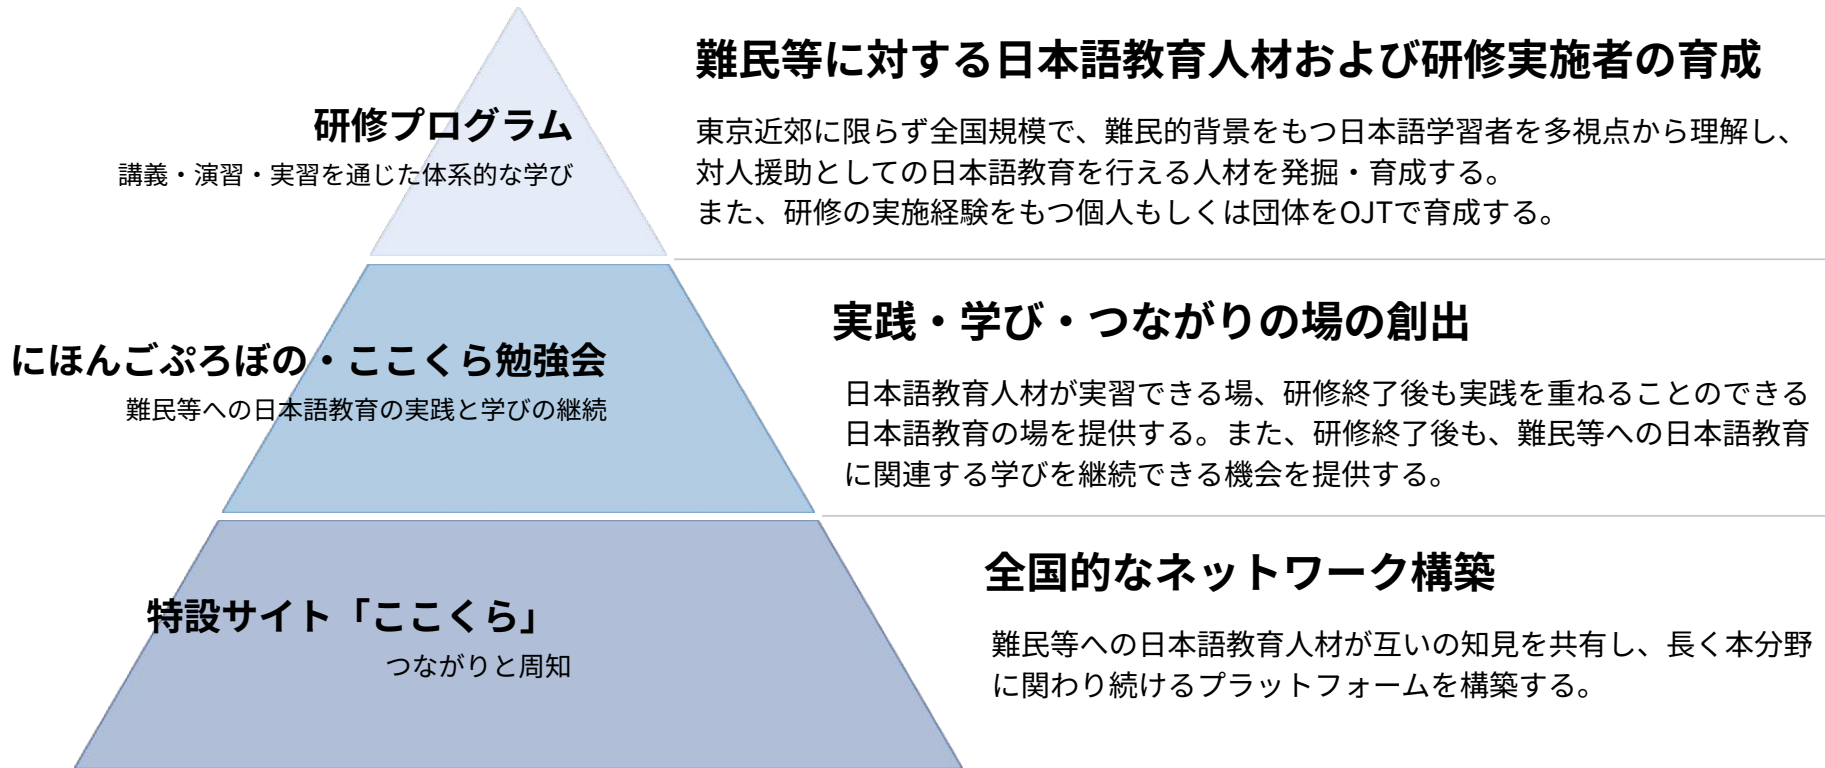 研修プログラム
講義・演習・実習を通じた体系的な学び
難民等に対する日本語教育人材および研修実施者の育成
東京近郊に限らず全国規模で、難民的背景をもつ日本語学習者を多視点から理解し、
対人援助としての日本語教育を行える人材を発掘・育成する。
また、研修の実施経験をもつ個人もしくは団体をOJTで育成する。
にほんごぷろぼの・ここくら勉強会
難民等への日本語教育の実践と学びの継続
実践・学び・つながりの場の創出
日本語教育人材が実習できる場、研修終了後も実践を重ねることのできる
日本語教育の場を提供する。また、研修終了後も、難民等への日本語教育
に関連する学びを継続できる機会を提供する。
特設サイト「ここくら」
つながりと周知
全国的なネットワーク構築
難民等への日本語教育人材が互いの知見を共有し、長く本分野
に関わり続けるプラットフォームを構築する。